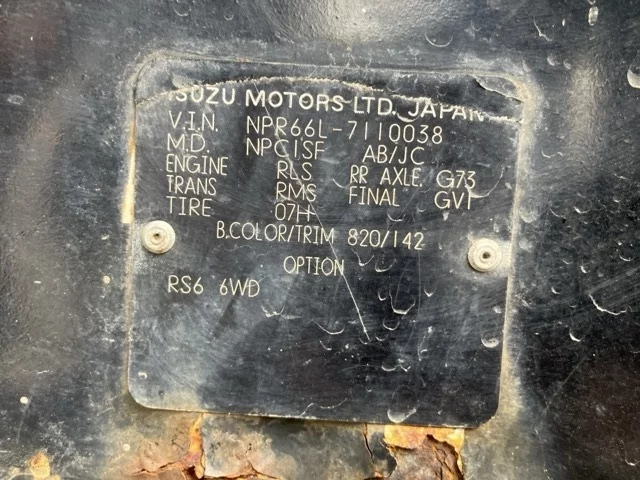 ISUZU MOTORS LTD. JAPAN
V.I.N. NPR66L-7110038
M.D. NPC1SF AB/JC
ENGINE RLS RR AXLE G73
TRANS RMS FINAL GV1
TIRE 07H
B.COLOR/TRIM 820/142
OPTION
RS6 6WD